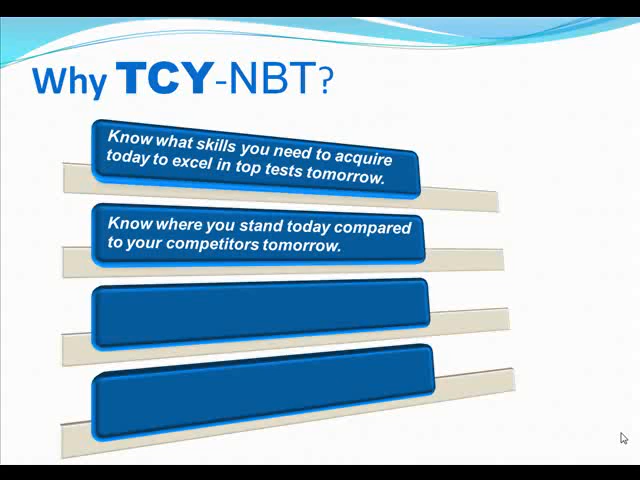 Why TCY-NBT?
Know what skills you need to acquire
today to excel in top tests tomorrow.
Know where you stand today compared
to your competitors tomorrow.